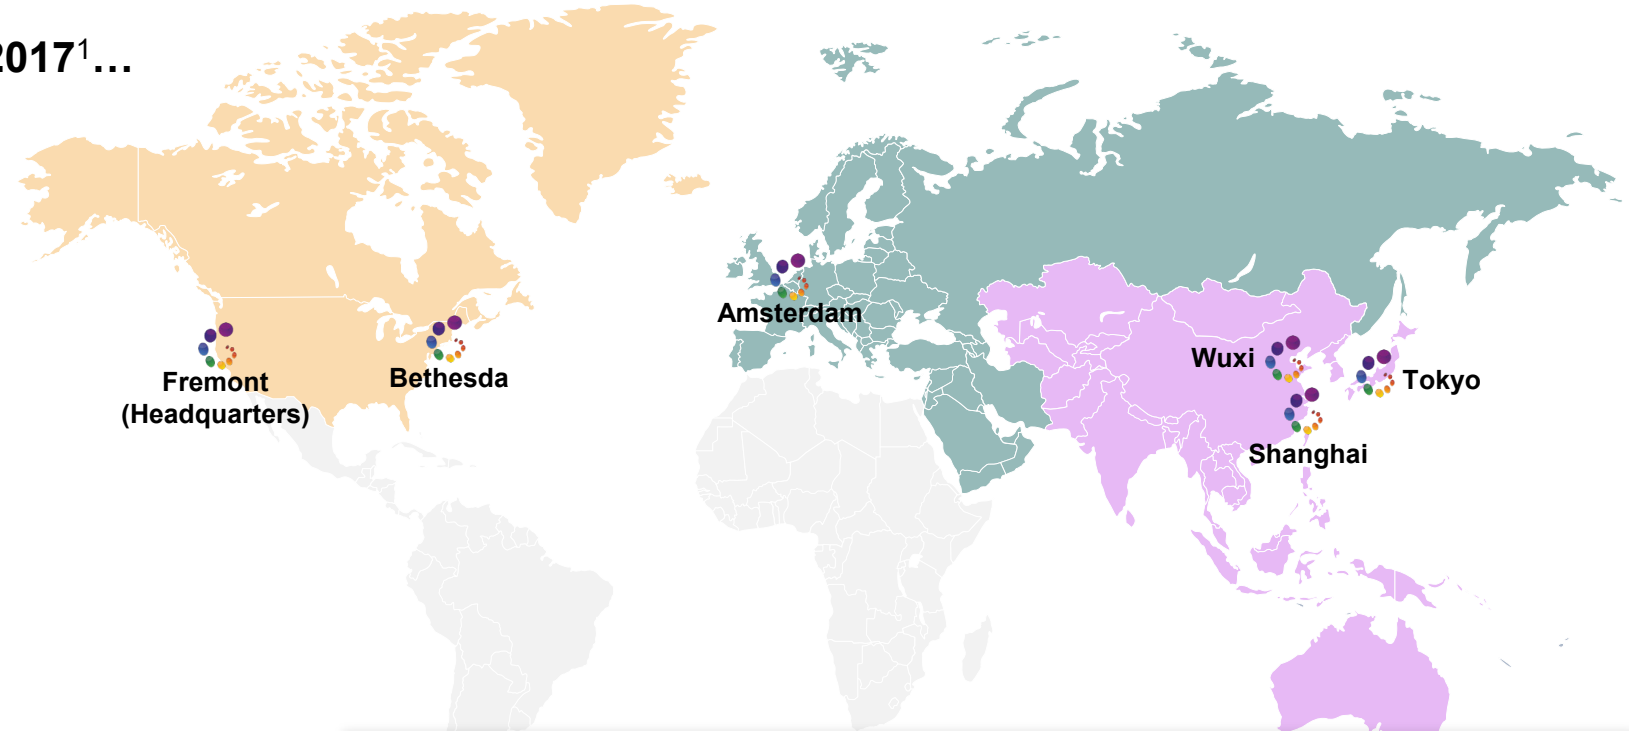 2017¹...
Amsterdam
Wuxi
Tokyo
Fremont
(Headquarters)
Bethesda
Shanghai